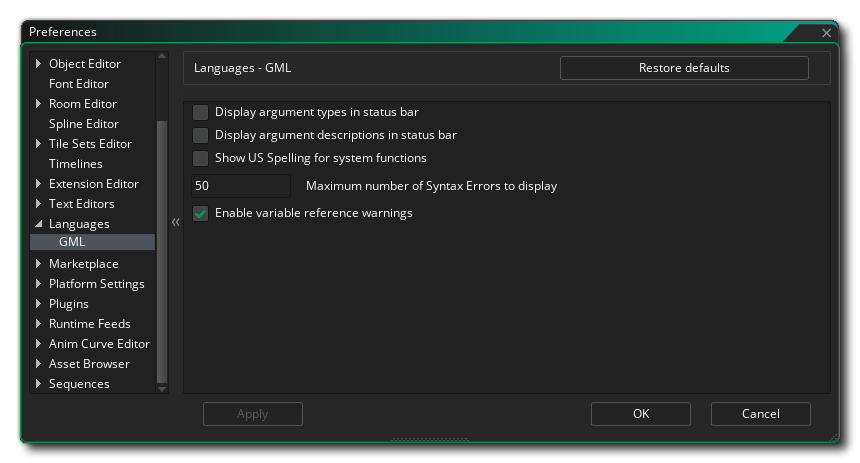 Preferences
Object Editor
Font Editor
Room Editor
Spline Editor
Tile Sets Editor
Timelines
Extension Editor
Text Editors
Languages
GML
Marketplace
Platform Settings
Plugins
Runtime Feeds
Anim Curve Editor
Asset Browser
Sequences
Languages - GML
Restore defaults
Display argument types in status bar
Display argument descriptions in status bar
Show US Spelling for system functions
50 Maximum number of Syntax Errors to display
Enable variable reference warnings
Apply
OK
Cancel